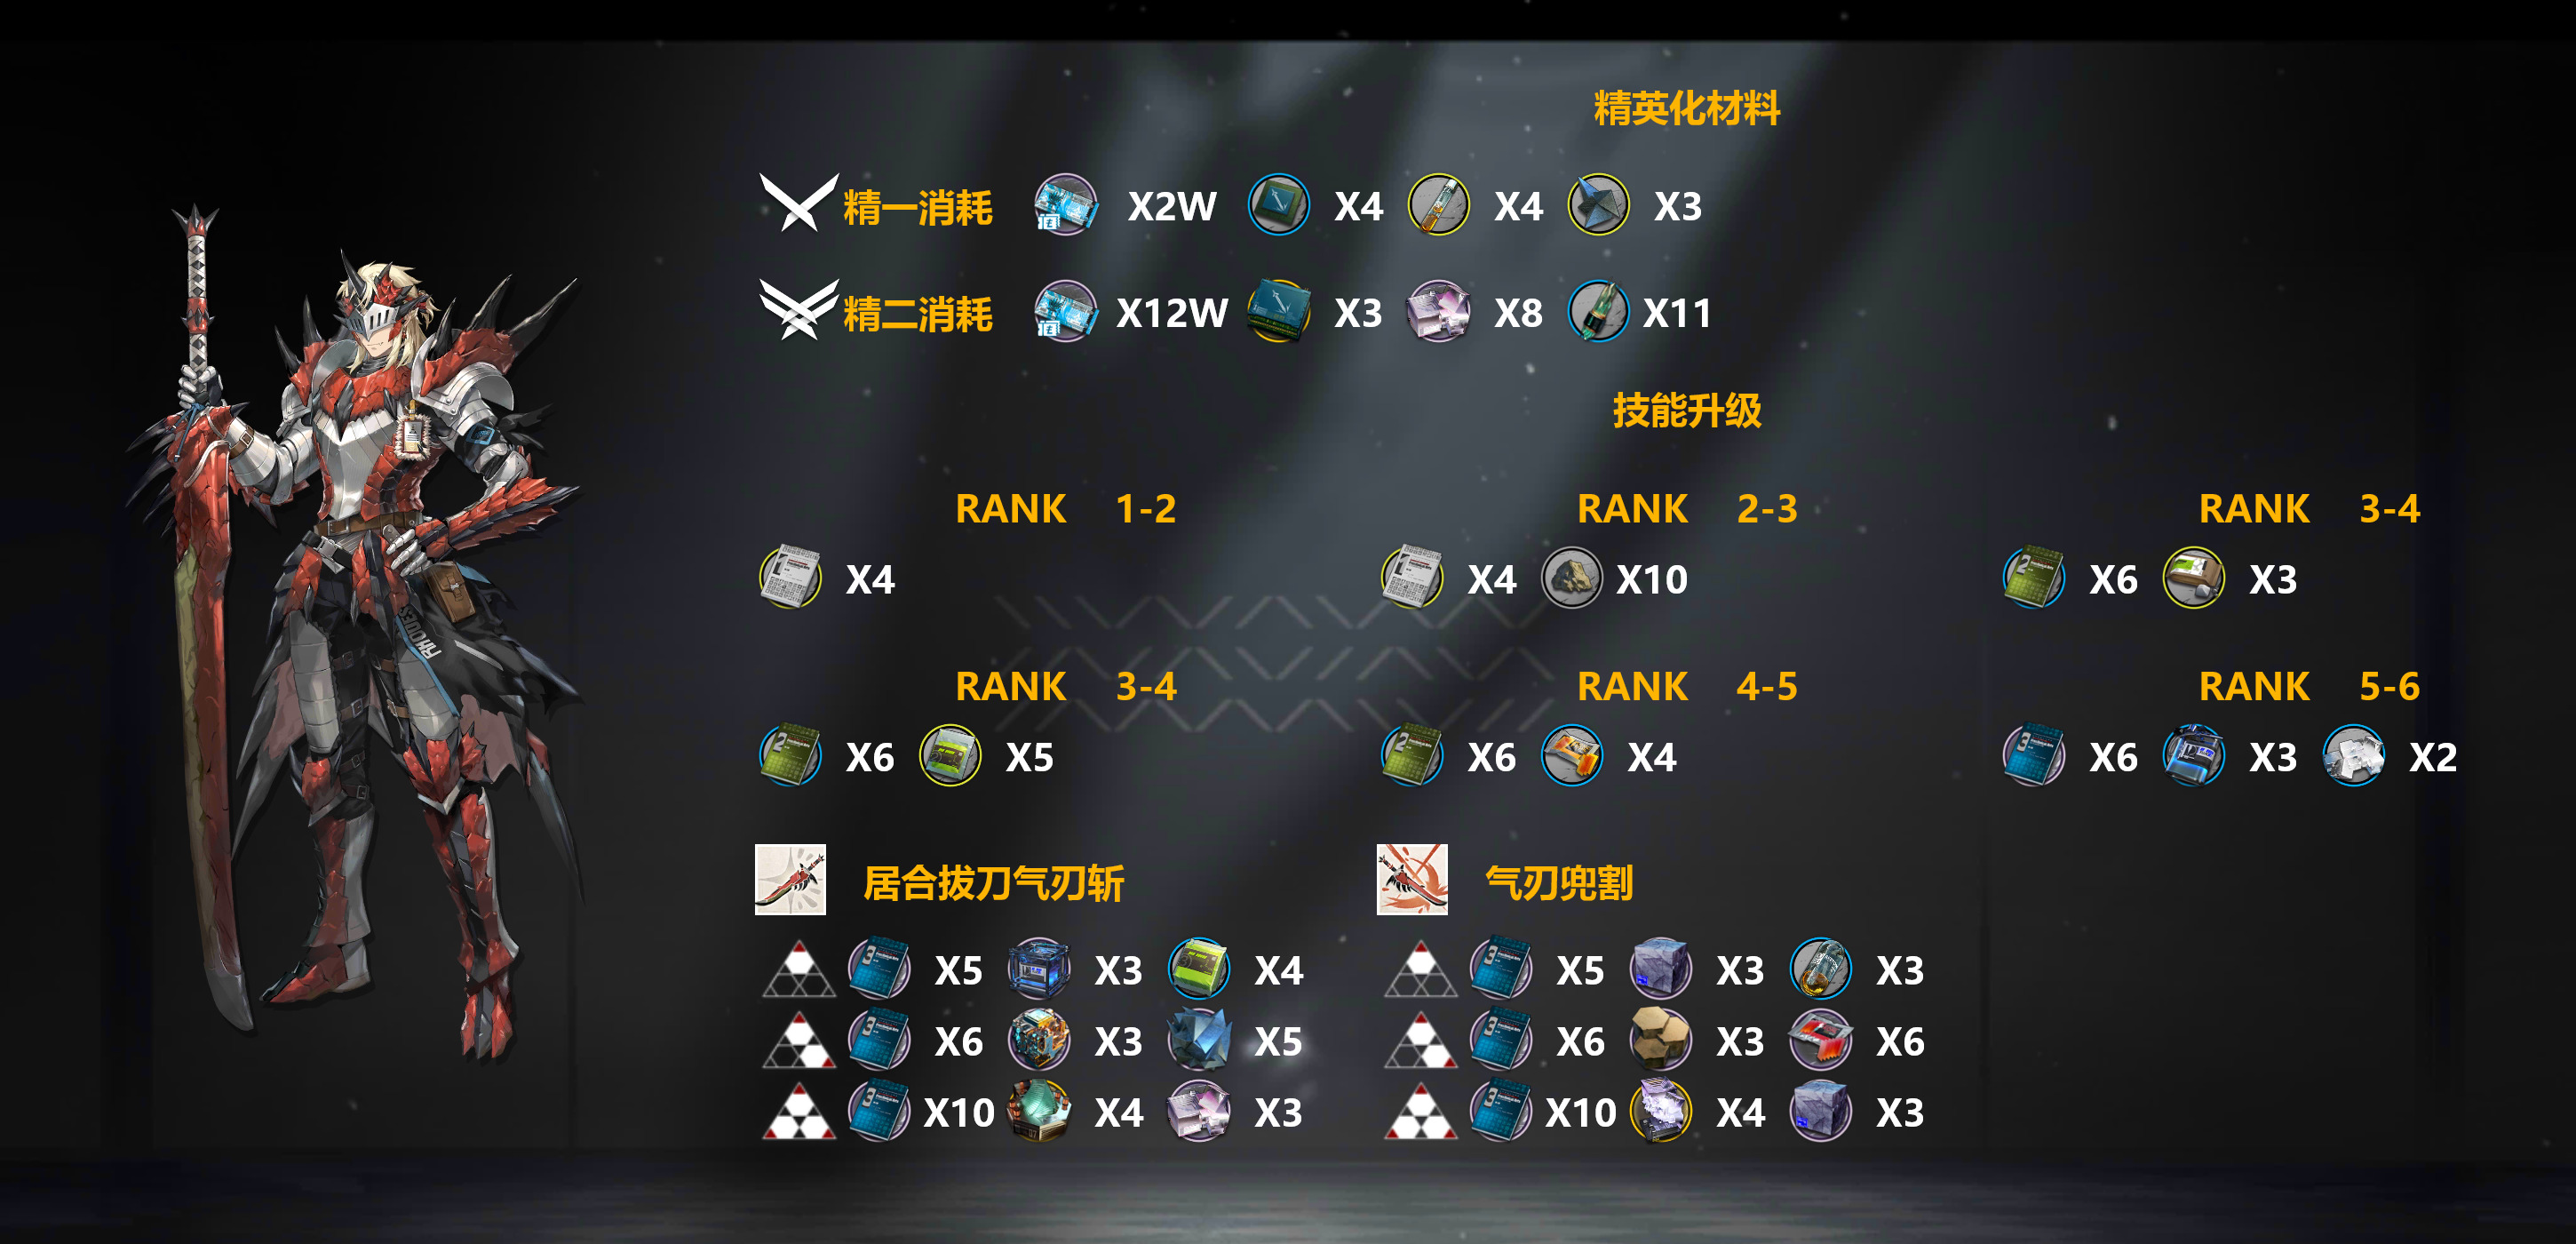 精英化材料
精一消耗 X2W X4 X4 X3
精二消耗 X12W X3 X8 X11
技能升级
RANK 1-2 RANK 2-3 RANK 3-4
X4 X4 X10 X6 X3
RANK 3-4 RANK 4-5 RANK 5-6
X6 X5 X6 X4 X6 X3 X2
居合拔刀气刃斩 气刃兜割
X5 X3 X4 X5 X3 X3
X6 X3 X5 X6 X3 X6
X10 X4 X3 X10 X4 X3